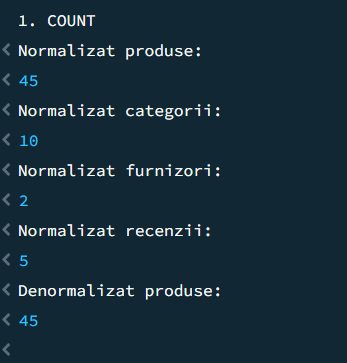 1. COUNT
< Normalizat produse:
< 45
< Normalizat categorii:
< 10
< Normalizat furnizori:
< 2
< Normalizat recenzii:
< 5
< Denormalizat produse:
< 45
<